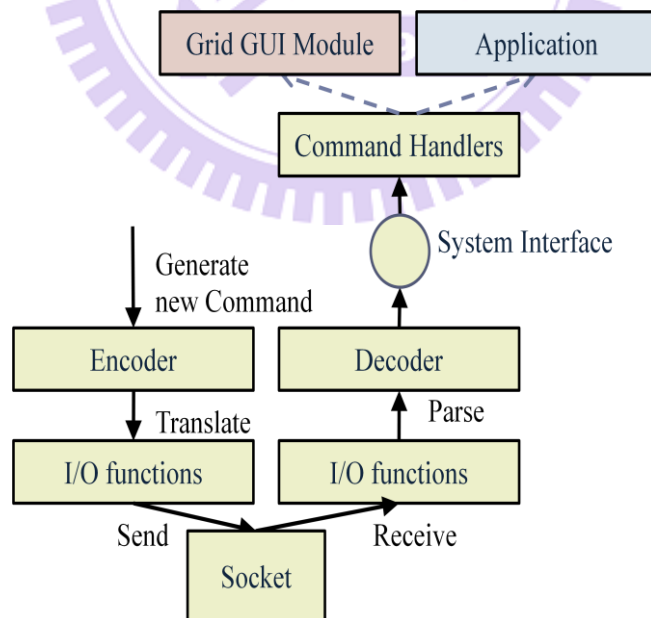 Grid GUI Module
Application
Command Handlers
System Interface
Generate
new Command
Encoder
Decoder
Translate
Parse
I/O functions
I/O functions
Send
Receive
Socket